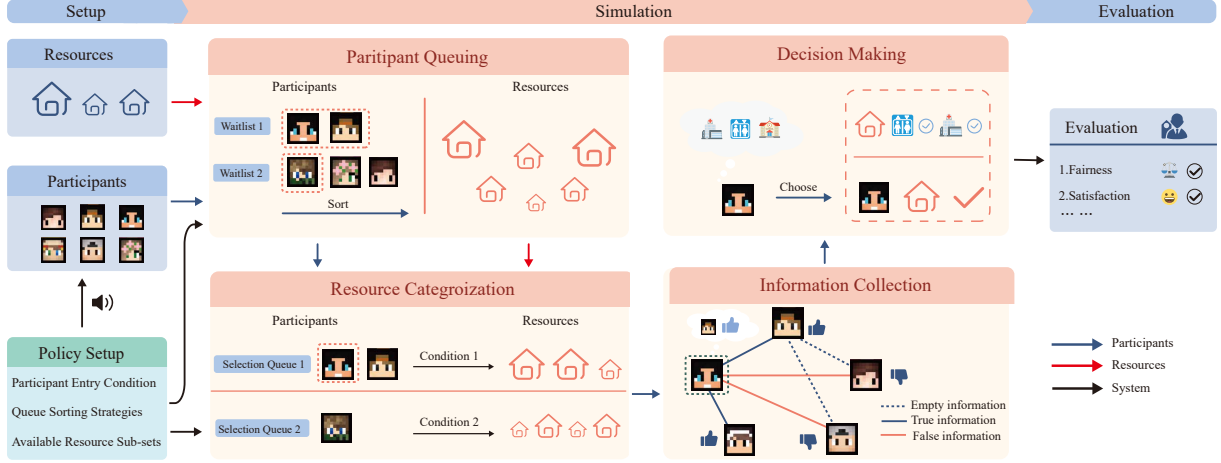 Setup
Simulation
Evaluation
Resources
Participants
Policy Setup
Participant Entry Condition
Queue Sorting Strategies
Available Resource Sub-sets
Paritipant Queuing
Participants
Resources
Waitlist 1
Waitlist 2
Sort
Resource Categroization
Participants
Resources
Selection Queue 1
Condition 1
Selection Queue 2
Condition 2
Decision Making
Choose
Information Collection
Empty information
True information
False information
Evaluation
1.Fairness
2.Satisfaction
... ...
Participants
Resources
System